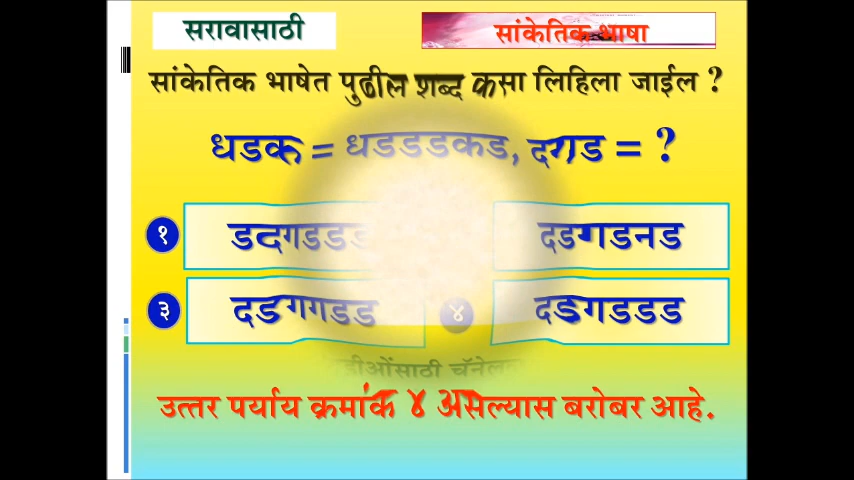 सरावासाठी
सांकेतिक भाषा
सांकेतिक भाषेत पुढील शब्द कसा लिहिला जाईल ?
धडक = धडडडकड, दगड = ?
१ डदगडडड
दडगडनड
३ दडगगडड
४ दडगडडड
उत्तर पर्याय क्रमांक ४ असल्यास बरोबर आहे.